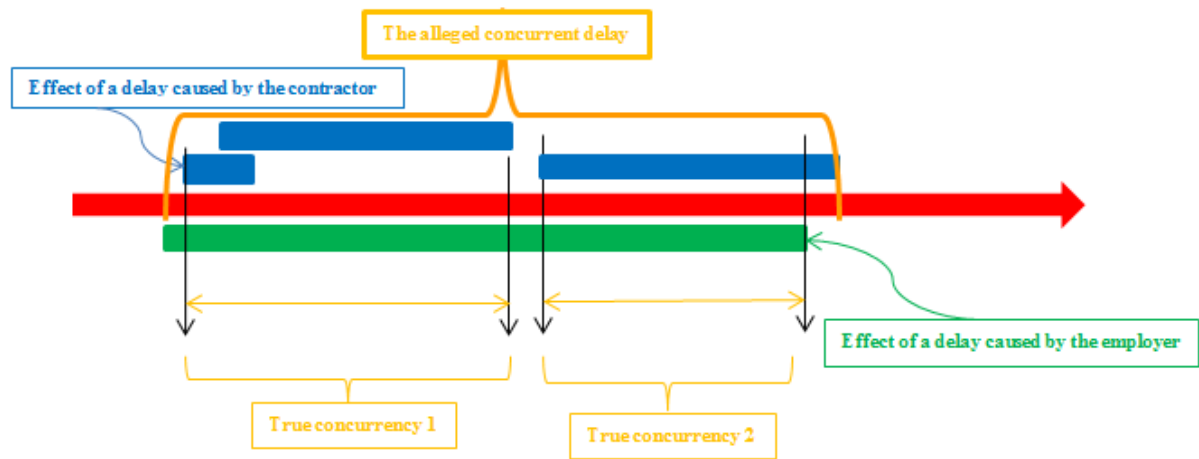 The alleged concurrent delay
Effect of a delay caused by the contractor
Effect of a delay caused by the employer
True concurrency 1
True concurrency 2